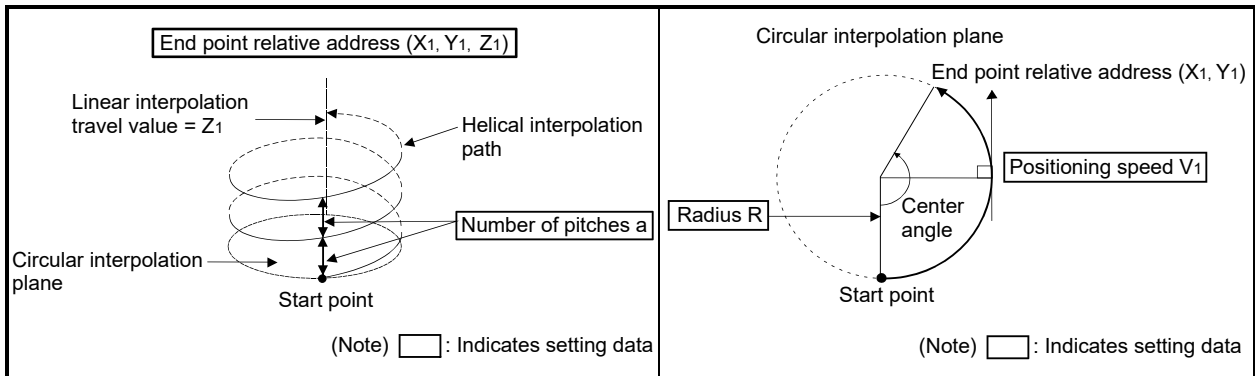 End point relative address (X1, Y1, Z1)
Linear interpolation
travel value = Z1
Helical interpolation
path
Number of pitches a
Circular interpolation
plane
Start point
(Note) : Indicates setting data
Circular interpolation plane
End point relative address (X1, Y1)
Positioning speed V1
Radius R
Center
angle
Start point
(Note) : Indicates setting data